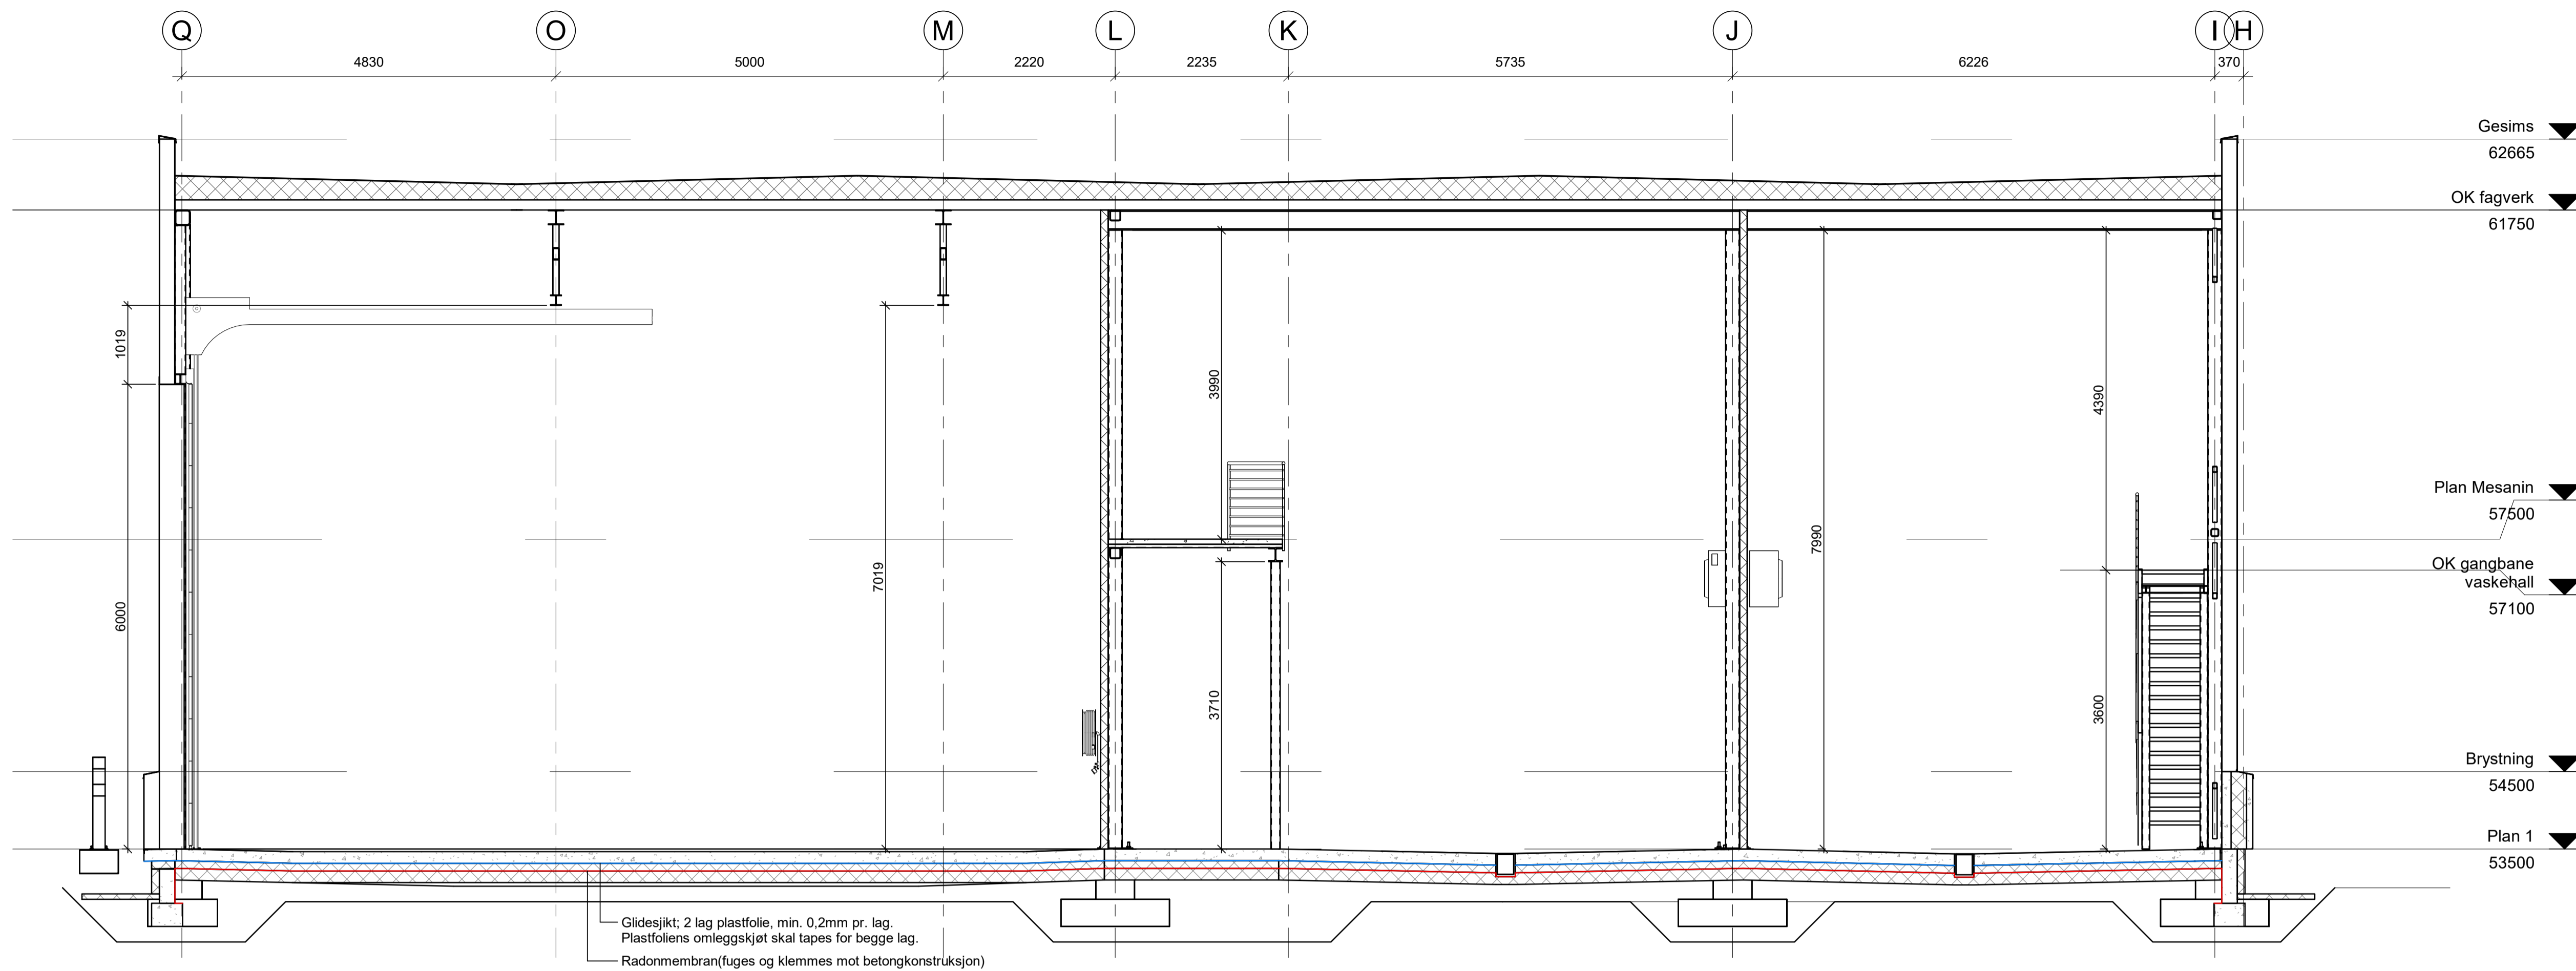 Q O M L K J I H
4830 5000 2220 2235 5735 6226 370
Gesims
62665
OK fagverk
61750
1019
3990
4390
Plan Mesanin
57500
7990
7019
OK gangbane
vaskehall
57100
6000
3710
3600
Brystning
54500
Plan 1
53500
Glidesjikt; 2 lag plastfolie, min. 0,2mm pr. lag.
Plastfoliens omleggskjøt skal tapes for begge lag.
Radonmembran(fuges og klemmes mot betongkonstruksjon)